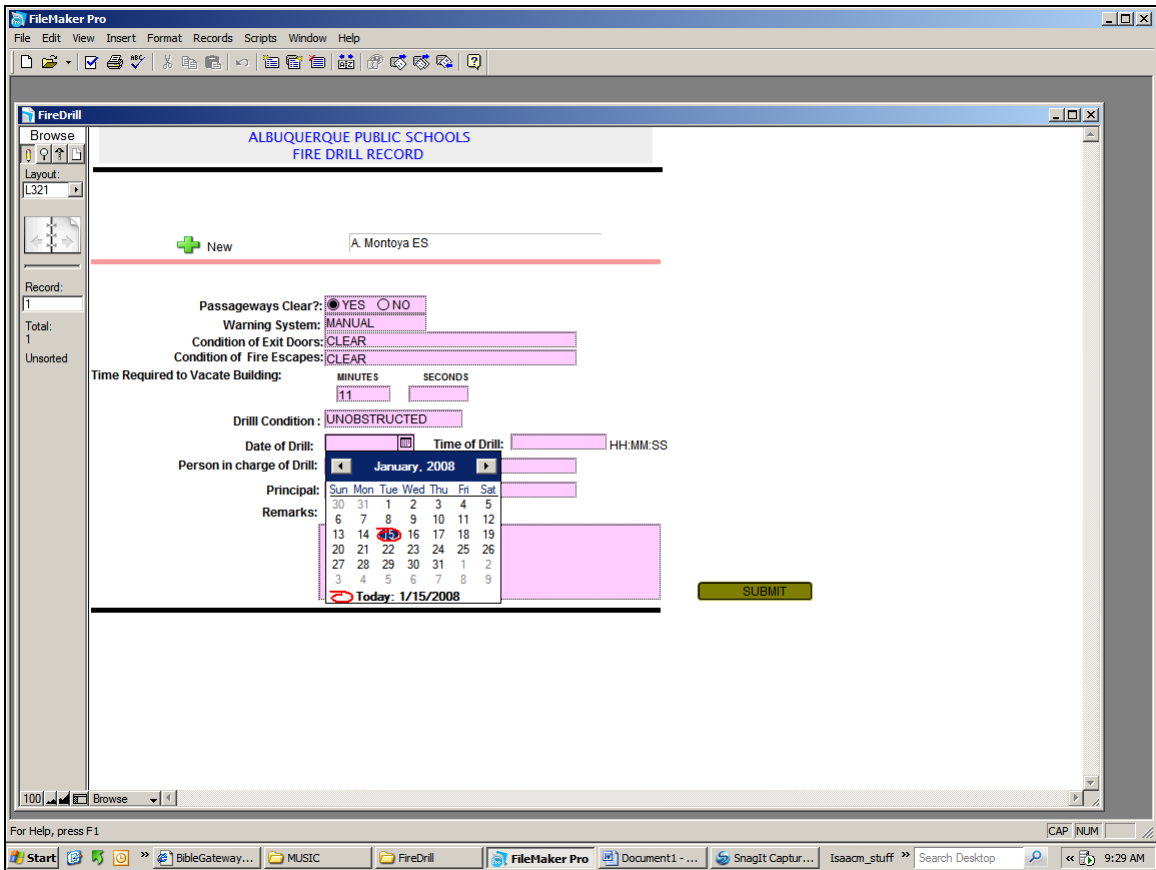 FileMaker Pro
File Edit View Insert Format Records Scripts Window Help
FireDrill
Browse
Layout:
L321
Record:
1
Total:
1
Unsorted
ALBUQUERQUE PUBLIC SCHOOLS
FIRE DRILL RECORD
New A. Montoya ES
Passageways Clear?: YES NO
Warning System: MANUAL
Condition of Exit Doors: CLEAR
Condition of Fire Escapes: CLEAR
Time Required to Vacate Building: MINUTES SECONDS
11
Drilll Condition : UNOBSTRUCTED
Date of Drill: Time of Drill: HH:MM:SS
Person in charge of Drill:
Principal:
Remarks:
January, 2008
Sun Mon Tue Wed Thu Fri Sat
30 31 1 2 3 4 5
6 7 8 9 10 11 12
13 14 15 16 17 18 19
20 21 22 23 24 25 26
27 28 29 30 31 1 2
3 4 5 6 7 8 9
Today: 1/15/2008
SUBMIT
100 Browse
For Help, press F1 CAP NUM
Start » BibleGateway... MUSIC FireDrill FileMaker Pro Document1 - ... SnagIt Captur... Isaacm_stuff » Search Desktop « 9:29 AM